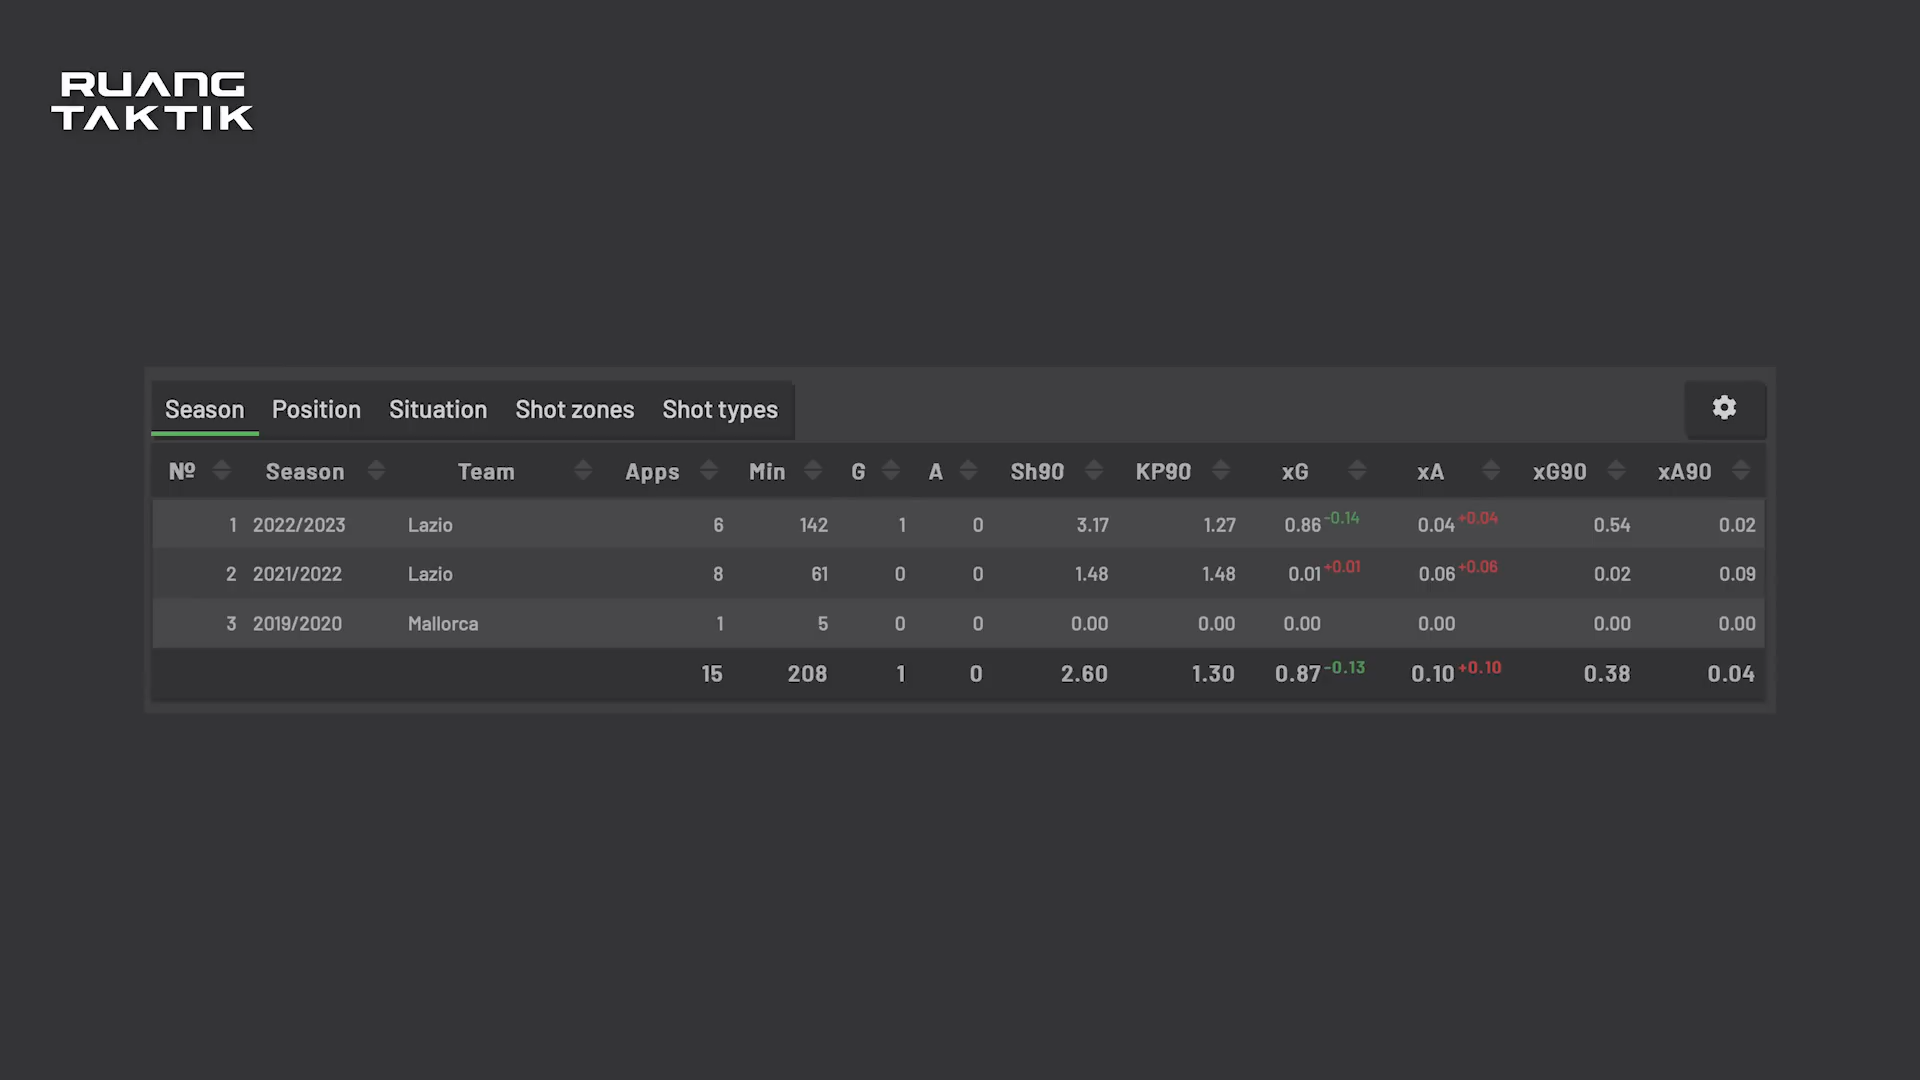 RUANG
TAKTIK
Season Position Situation Shot zones Shot types
Nº Season Team Apps Min G A Sh90 KP90 xG xA xG90 xA90
1 2022/2023 Lazio 6 142 1 0 3.17 1.27 0.86 -0.14 0.04 +0.04 0.54 0.02
2 2021/2022 Lazio 8 61 0 0 1.48 1.48 0.01 +0.01 0.06 +0.06 0.02 0.09
3 2019/2020 Mallorca 1 5 0 0 0.00 0.00 0.00 0.00 0.00 0.00
15 208 1 0 2.60 1.30 0.87 -0.13 0.10 +0.10 0.38 0.04